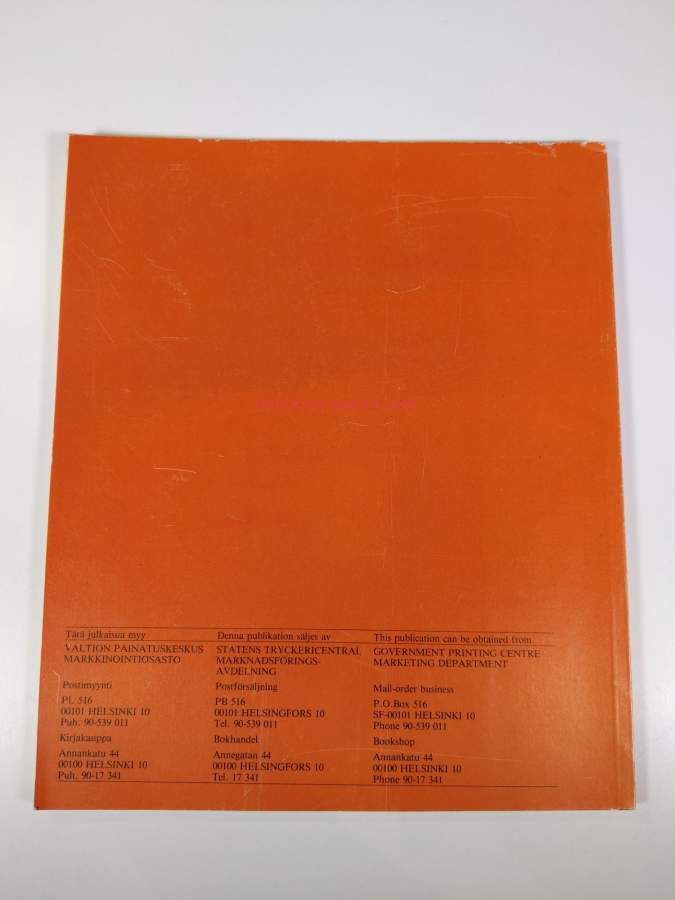 Tätä julkaisua myy
VALTION PAINATUSKESKUS
MARKKINOINTIOSASTO
Postimyynti
PL 516
00101 HELSINKI 10
Puh. 90-539 011
Kirjakauppa
Annankatu 44
00100 HELSINKI 10
Puh. 90-17 341
Denna publikation säljes av
STATENS TRYCKERICENTRAL
MARKNADSFÖRINGS-
AVDELNING
Postförsäljning
PB 516
00101 HELSINGFORS 10
Tel. 90-539 011
Bokhandel
Annegatan 44
00100 HELSINGFORS 10
Tel. 17 341
This publication can be obtained from
GOVERNMENT PRINTING CENTRE
MARKETING DEPARTMENT
Mail-order business
P.O.Box 516
SF-00101 HELSINKI 10
Phone 90-539 011
Bookshop
Annankatu 44
00100 HELSINKI 10
Phone 90-17 341